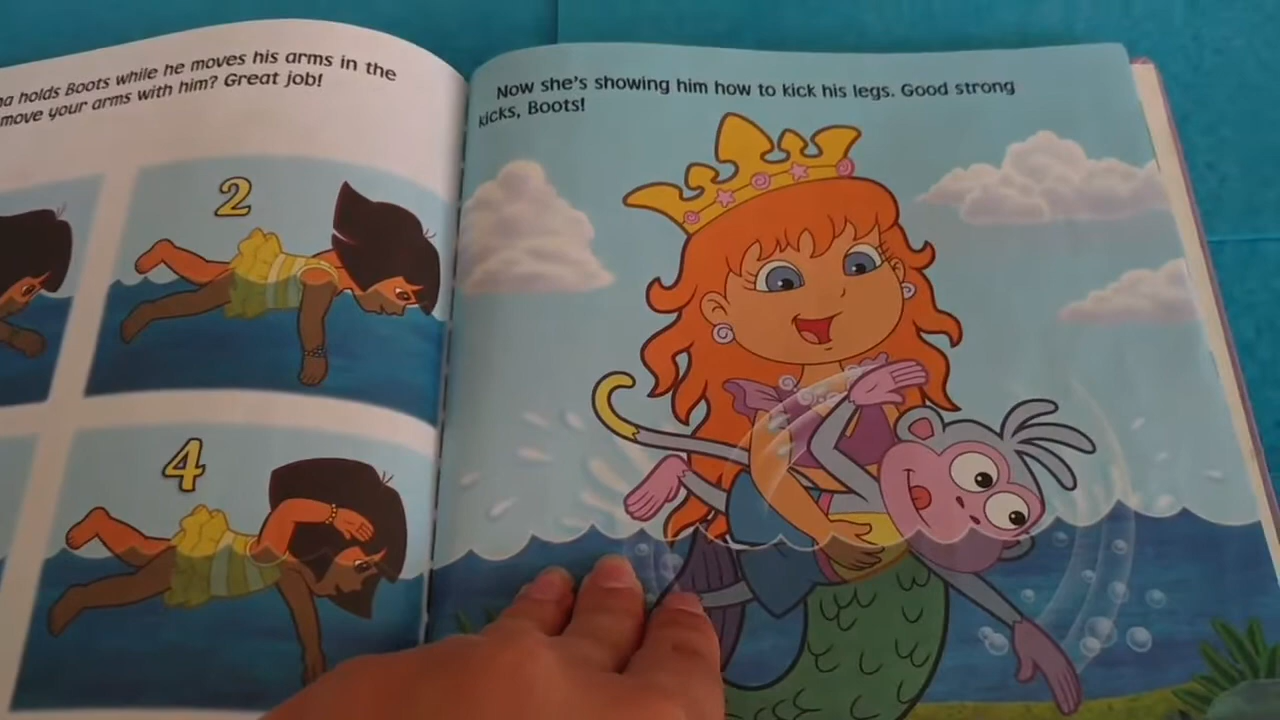 holds Boots while he moves his arms in the
move your arms with him? Great job!
2
4
Now she's showing him how to kick his legs. Good strong
kicks, Boots!